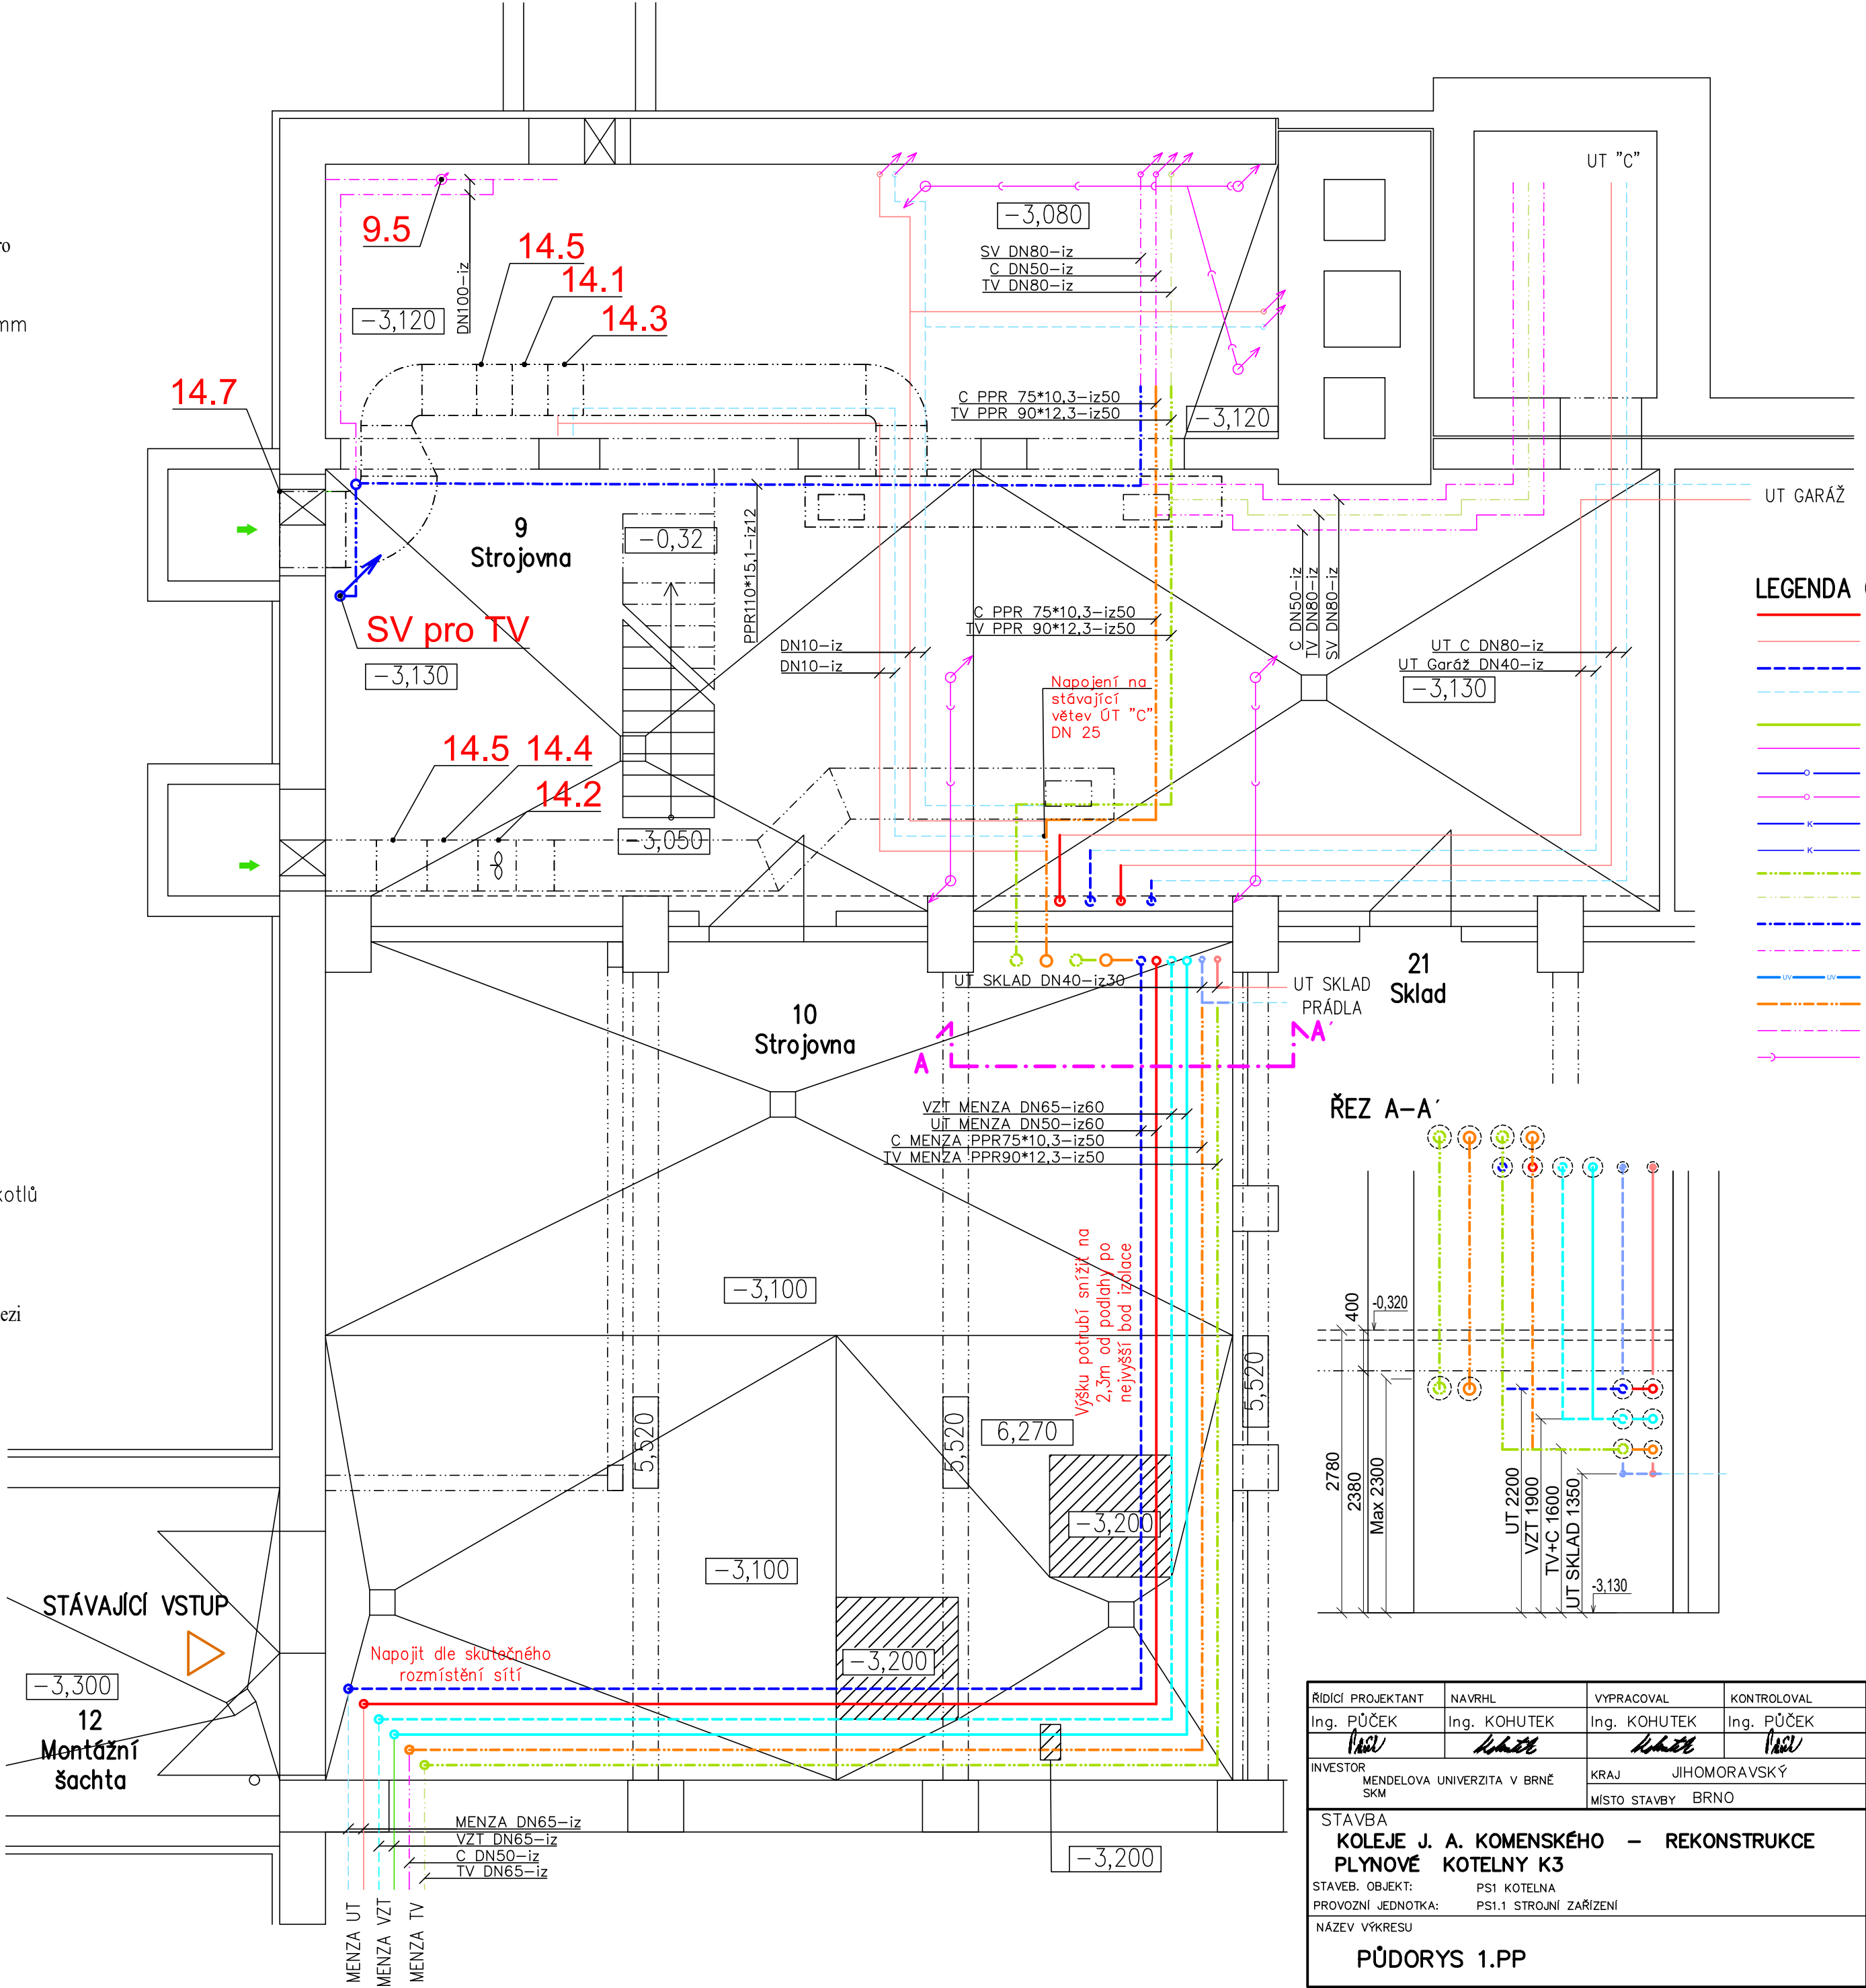 ro
mm
kotlů
ezi
UT "C"
9.5
14.5
14.1
14.3
DN100-iz
-3,120
-3,080
SV DN80-iz
C DN50-iz
TV DN80-iz
14.7
C PPR 75*10,3-iz50
TV PPR 90*12,3-iz50
-3,120
UT GARÁŽ
9
Strojovna
-0,32
PPR110*15,1-iz12
SV pro TV
-3,130
C PPR 75*10,3-iz50
TV PPR 90*12,3-iz50
DN10-iz
DN10-iz
C DN50-iz
TV DN80-iz
SV DN80-iz
UT C DN80-iz
UT Garáž DN40-iz
-3,130
LEGENDA
Napojení na
stávající
větev ÚT "C"
DN 25
14.5
14.4
14.2
-3,050
K
K
UV
UV
UT SKLAD DN40-iz30
UT SKLAD
PRÁDLA
21
Sklad
10
Strojovna
A
A´
VZT MENZA DN65-iz60
UT MENZA DN50-iz60
C MENZA PPR75*10,3-iz50
TV MENZA PPR90*12,3-iz50
ŘEZ A-A´
Výšku potrubí snížit na
2,3m od podlahy po
nejvyšší bod izolace
-3,100
5,520
5,520
5,520
6,270
-3,200
-3,100
-3,200
400
-0,320
2780
2380
Max 2300
UT 2200
VZT 1900
TV+C 1600
UT SKLAD 1350
-3,130
STÁVAJÍCÍ VSTUP
-3,300
12
Montážní
šachta
Napojit dle skutečného
rozmístění sítí
MENZA DN65-iz
VZT DN65-iz
C DN50-iz
TV DN65-iz
-3,200
MENZA UT
MENZA VZT
MENZA TV
ŘÍDÍCÍ PROJEKTANT NAVRHL VYPRACOVAL KONTROLOVAL
Ing. PŮČEK Ing. KOHUTEK Ing. KOHUTEK Ing. PŮČEK
INVESTOR
MENDELOVA UNIVERZITA V BRNĚ
SKM
KRAJ JIHOMORAVSKÝ
MÍSTO STAVBY BRNO
STAVBA
KOLEJE J. A. KOMENSKÉHO – REKONSTRUKCE
PLYNOVÉ KOTELNY K3
STAVEB. OBJEKT: PS1 KOTELNA
PROVOZNÍ JEDNOTKA: PS1.1 STROJNÍ ZAŘÍZENÍ
NÁZEV VÝKRESU
PŮDORYS 1.PP